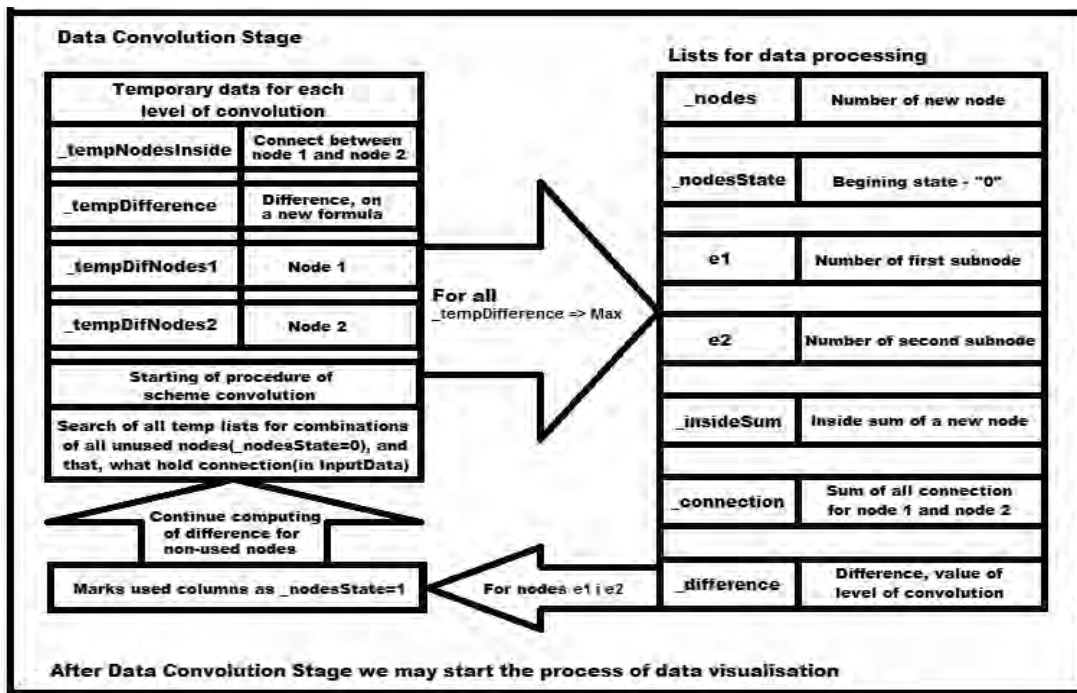 Data Convolution Stage
Temporary data for each
level of convolution
_tempNodesInside
Connect between
node 1 and node 2
_tempDifference
Difference, on
a new formula
_tempDifNodes1
Node 1
_tempDifNodes2
Node 2
Starting of procedure of
scheme convolution
Search of all temp lists for combinations
of all unused nodes(_nodesState=0), and
that, what hold connection(in InputData)
Continue computing
of difference for
non-used nodes
Marks used columns as _nodesState=1
For all
_tempDifference => Max
For nodes e1 i e2
Lists for data processing
_nodes
Number of new node
_nodesState
Begining state - "0"
e1
Number of first subnode
e2
Number of second subnode
_insideSum
Inside sum of a new node
_connection
Sum of all connection
for node 1 and node 2
_difference
Difference, value of
level of convolution
After Data Convolution Stage we may start the process of data visualisation